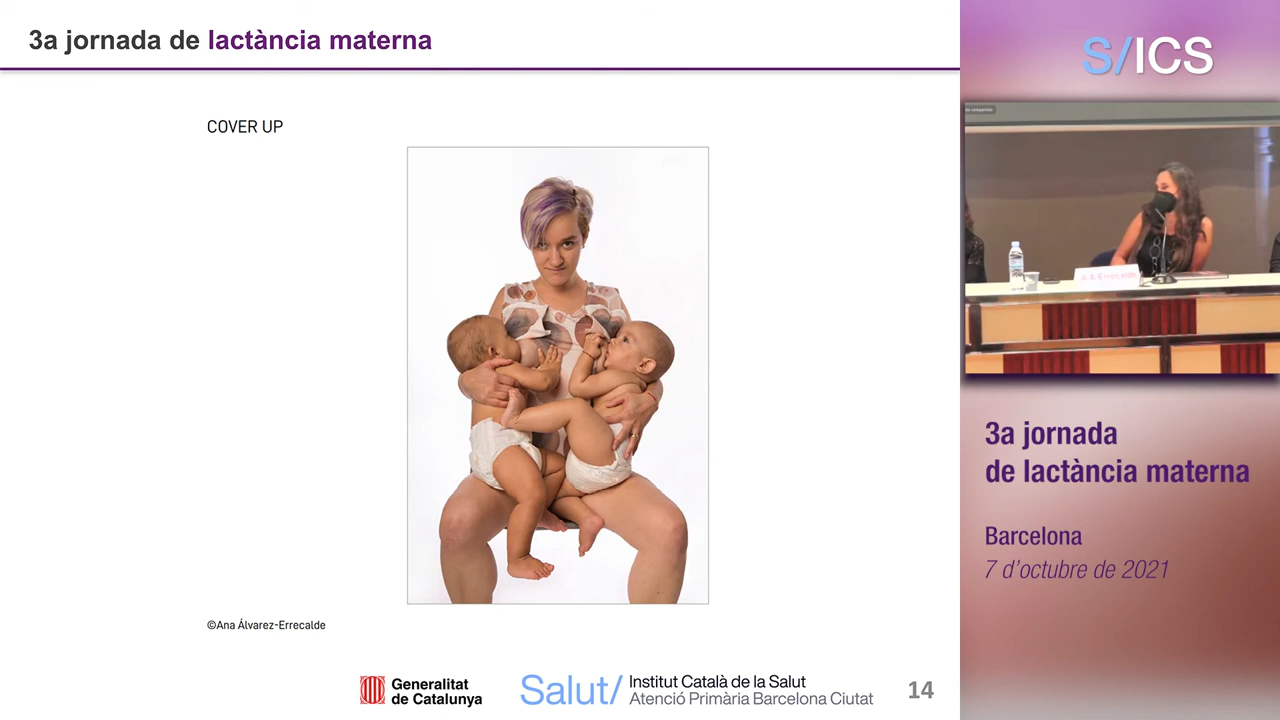 3a jornada de lactància materna
COVER UP
©Ana Álvarez-Errecalde
Generalitat
de Catalunya
Salut/
Institut Català de la Salut
Atenció Primària Barcelona Ciutat
14
S/ICS
Errecalde
3a jornada
de lactància materna
Barcelona
7 d'octubre de 2021